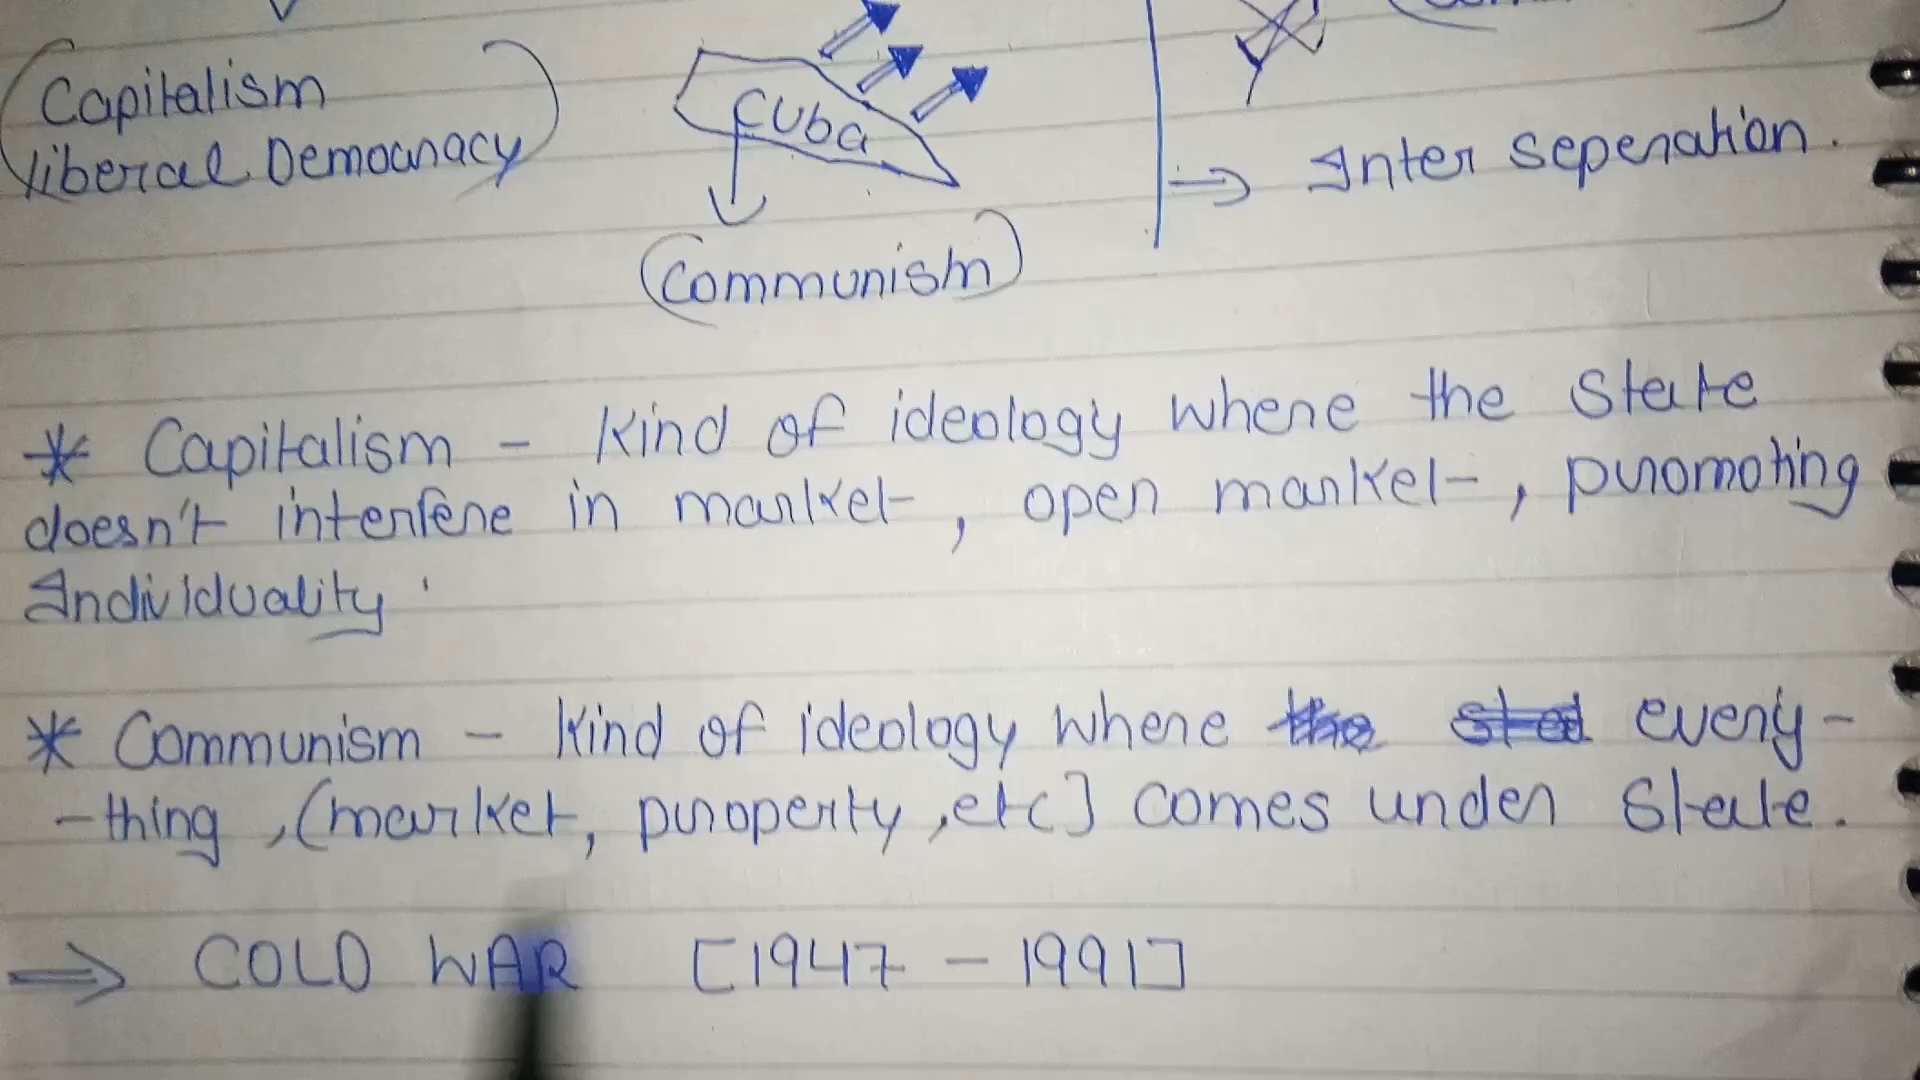 Capitalism
liberal Democracy
Cuba
Communism
→ Inter seperation.
* Capitalism - Kind of ideology where the State
doesn't interfere in market, open market, promoting
Individuality.
* Communism - Kind of ideology where the sted every-
-thing, (market, property, etc] comes under State.
⇒ COLD WAR [1947 - 1991]